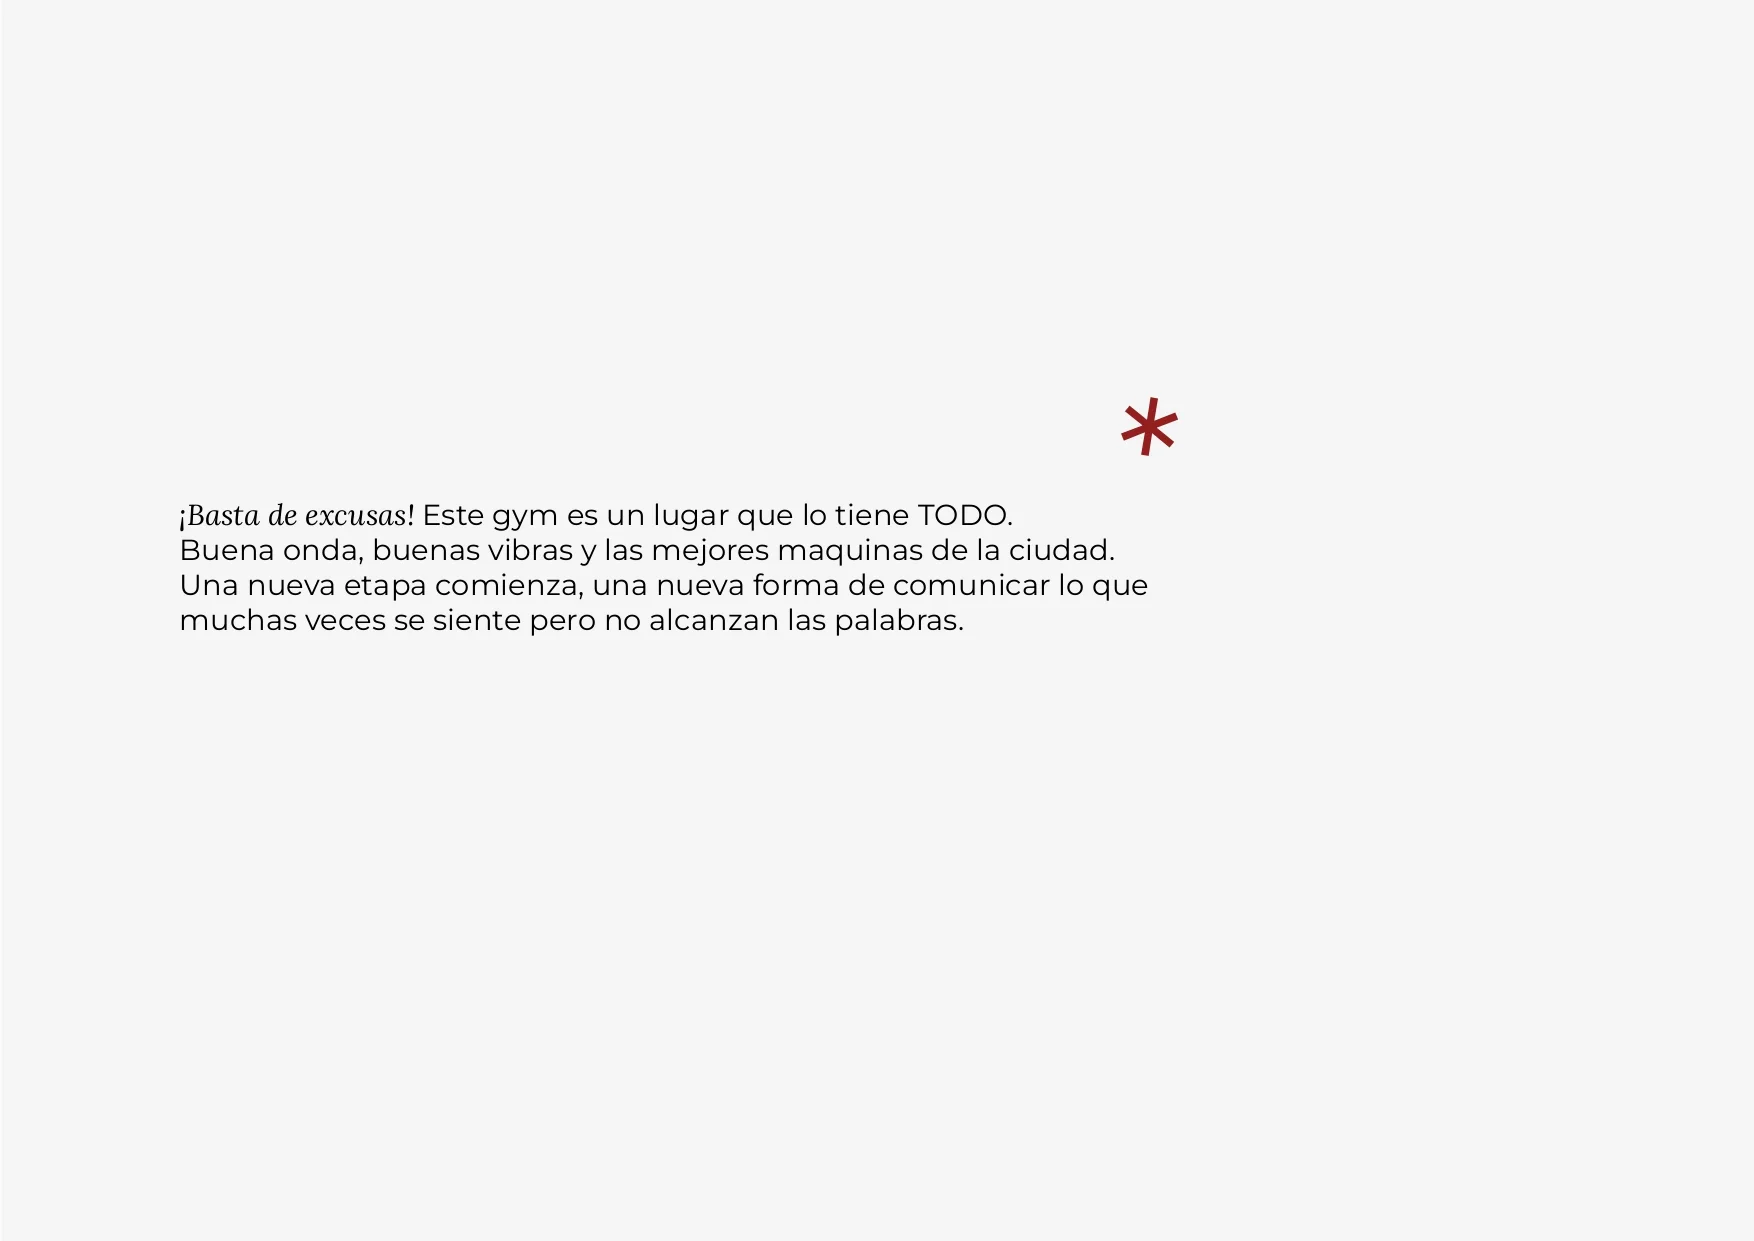 *
¡Basta de excusas! Este gym es un lugar que lo tiene TODO.
Buena onda, buenas vibras y las mejores maquinas de la ciudad.
Una nueva etapa comienza, una nueva forma de comunicar lo que
muchas veces se siente pero no alcanzan las palabras.